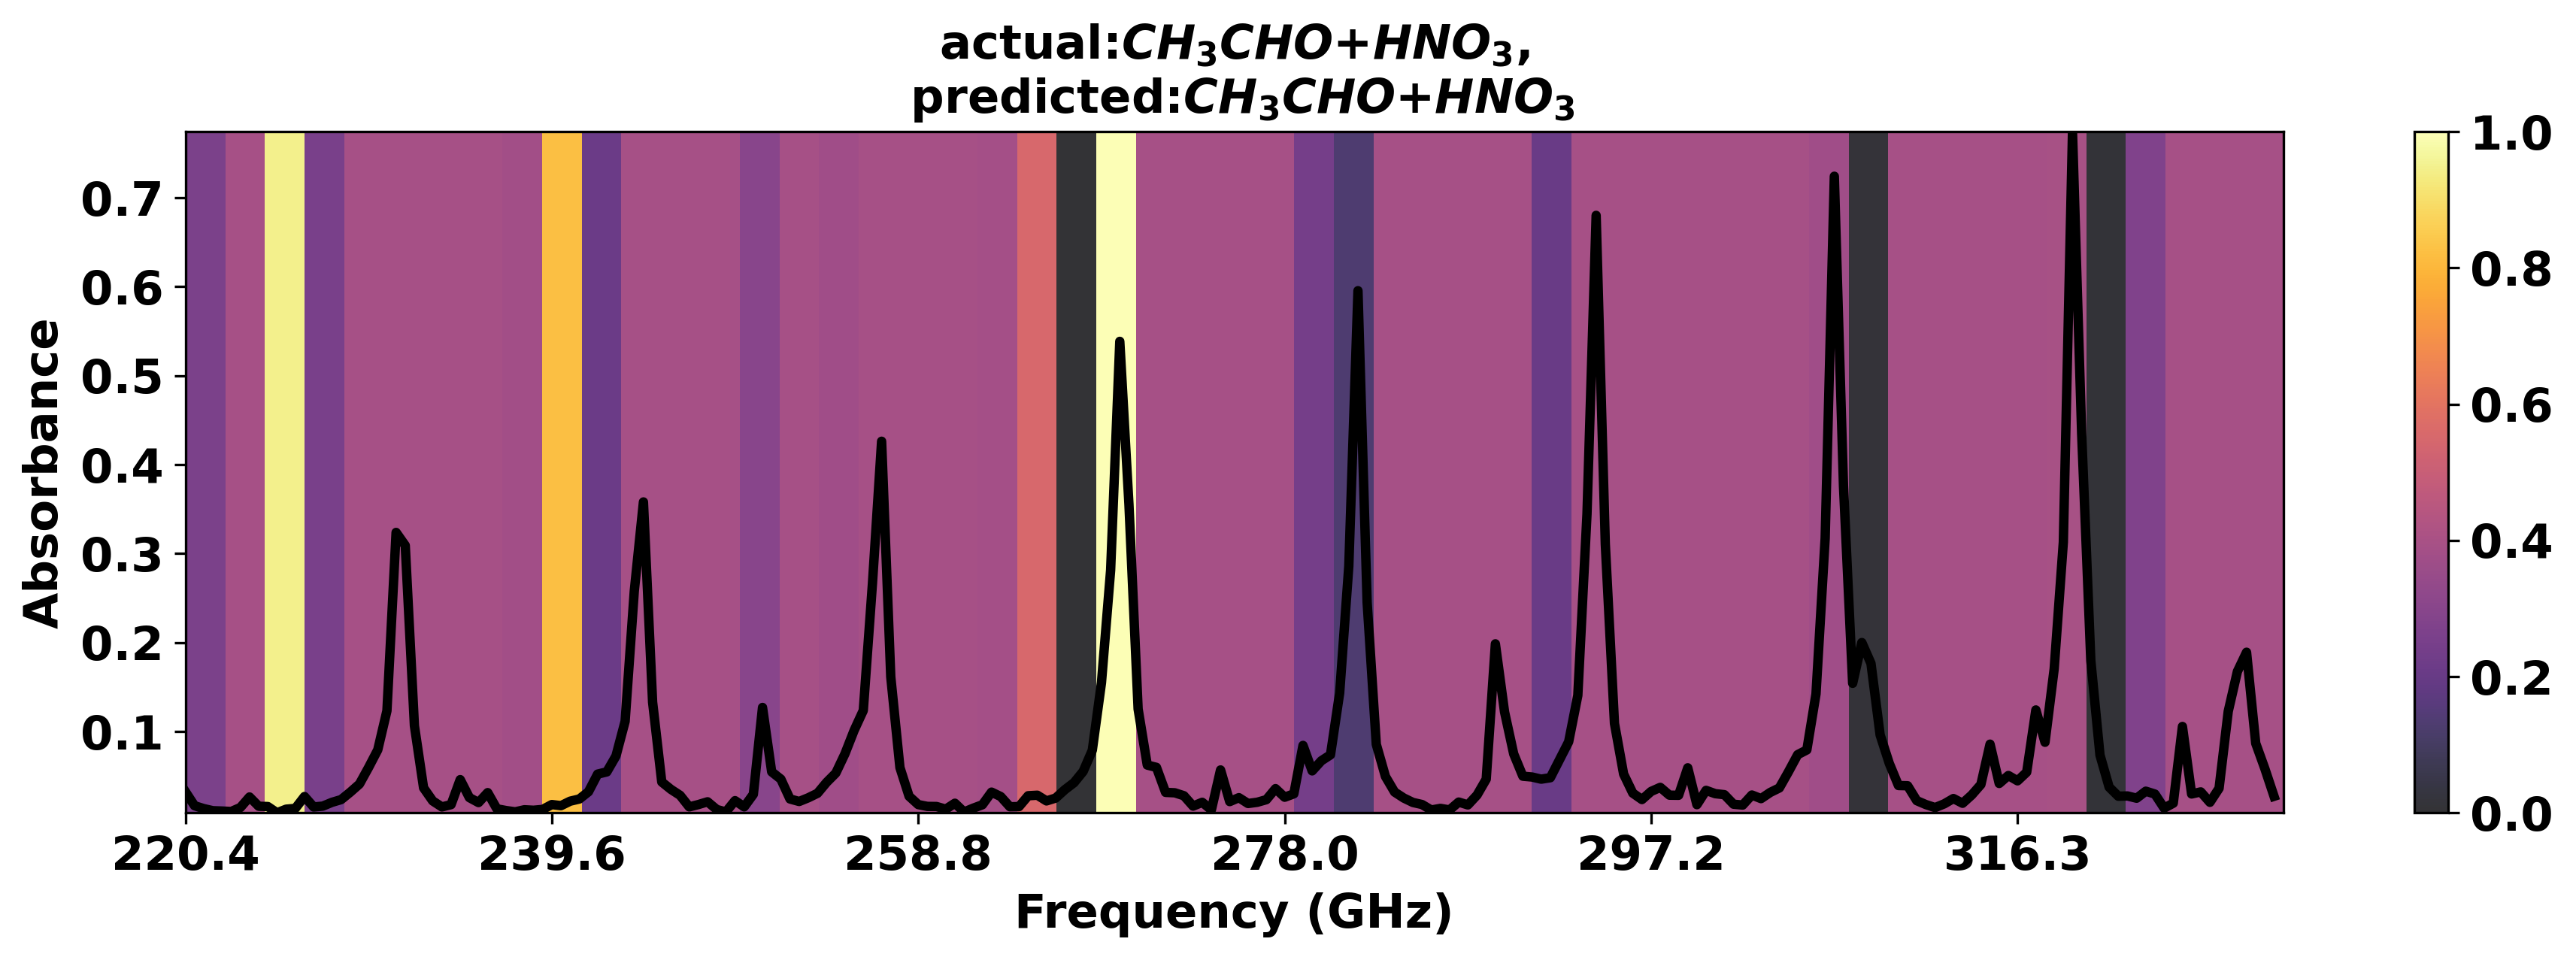 actual:CH₃CHO+HNO₃,
predicted:CH₃CHO+HNO₃
Absorbance
0.7
0.6
0.5
0.4
0.3
0.2
0.1
220.4 239.6 258.8 278.0 297.2 316.3
Frequency (GHz)
1.0
0.8
0.6
0.4
0.2
0.0